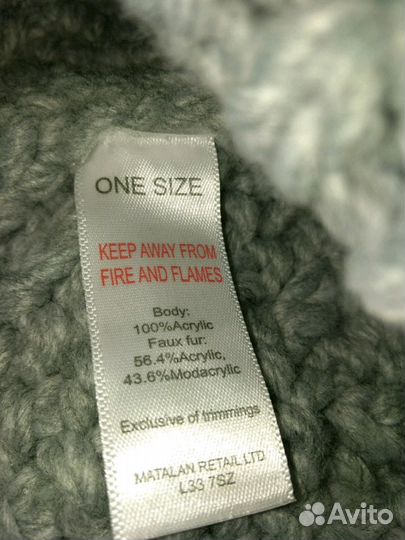 ONE SIZE
KEEP AWAY FROM
FIRE AND FLAMES
Body:
100%Acrylic
Faux fur:
56.4%Acrylic,
43.6%Modacrylic
Exclusive of trimmings
MATALAN RETAIL LTD
L33 7SZ
Avito